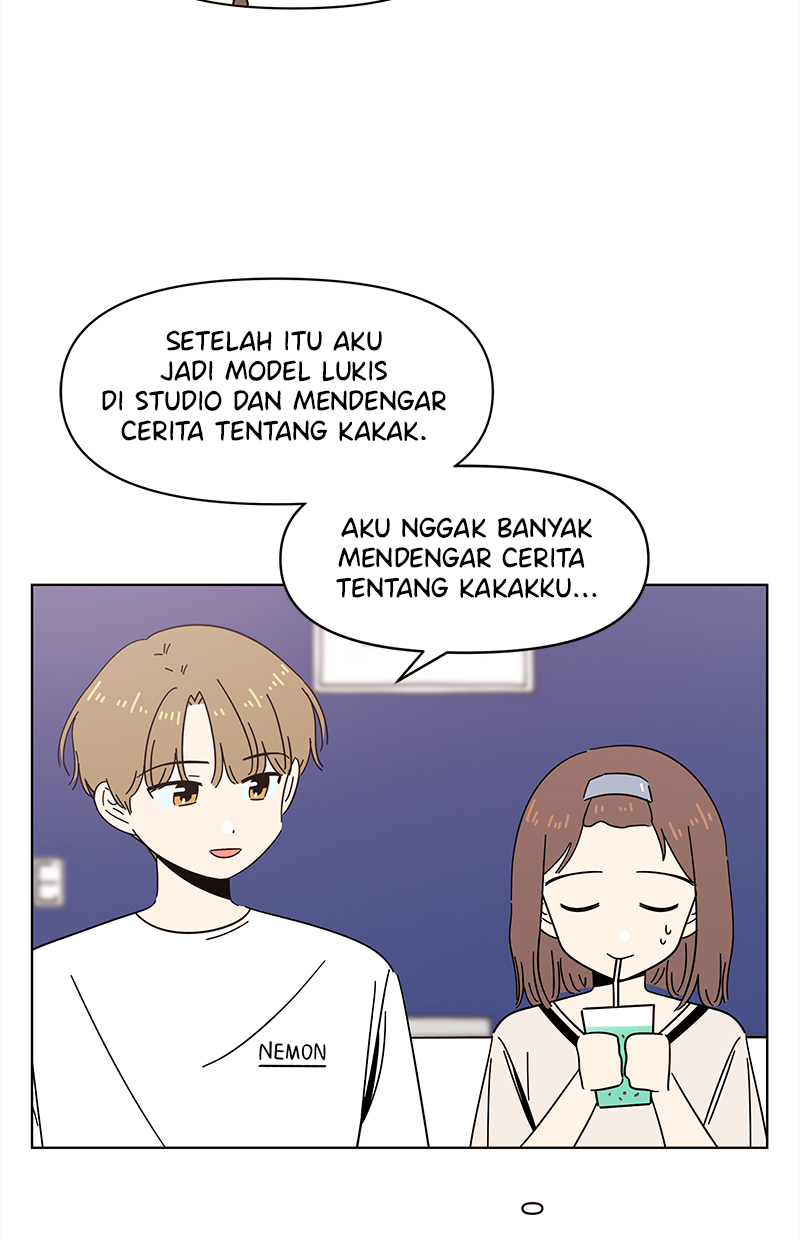 SETELAH ITU AKU
JADI MODEL LUKIS
DI STUDIO DAN MENDENGAR
CERITA TENTANG KAKAK.
AKU NGGAK BANYAK
MENDENGAR CERITA
TENTANG KAKAKKU...
NEMON